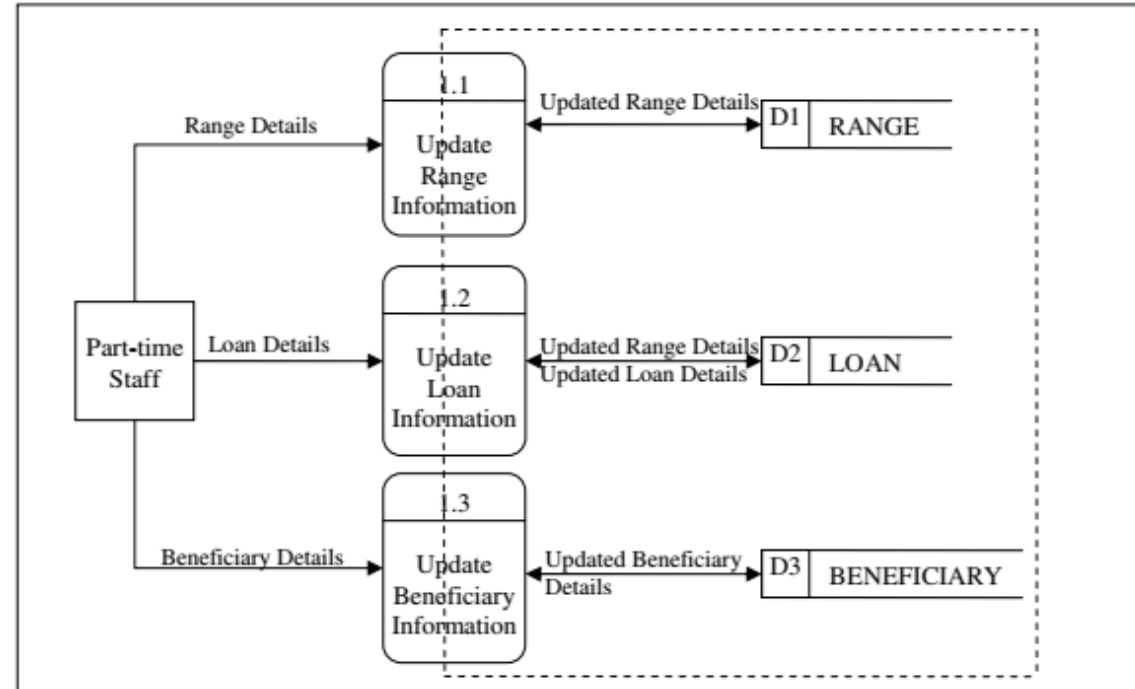 1.1
Updated Range Details
D1
RANGE
Range Details
Update
Range
Information
1.2
Part-time
Staff
Loan Details
Update
Loan
Information
Updated Range Details
Updated Loan Details
D2
LOAN
1.3
Beneficiary Details
Update
Beneficiary
Information
Updated Beneficiary
Details
D3
BENEFICIARY